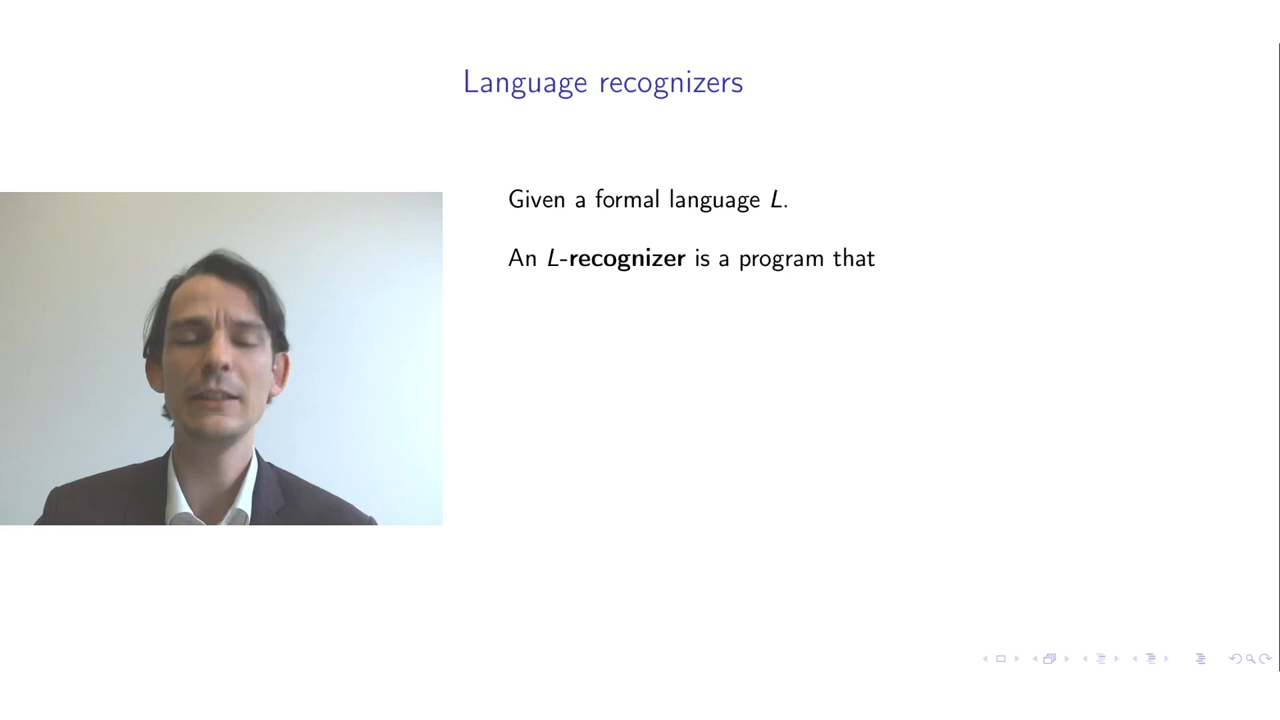 Language recognizers
Given a formal language L.
An L-recognizer is a program that